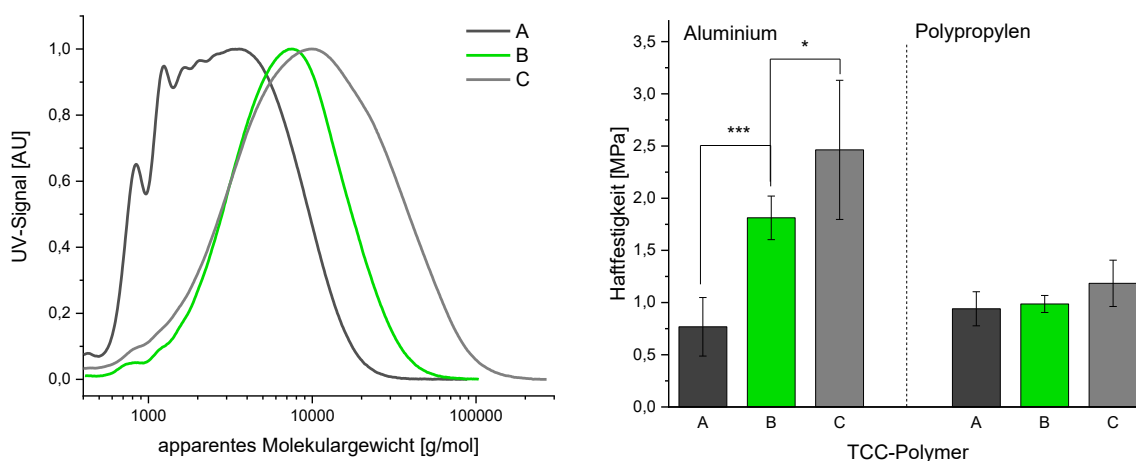 1,0
0,8
0,6
0,4
0,2
0,0
UV-Signal [AU]
1000 10000 100000
apparentes Molekulargewicht [g/mol]
A
B
C
3,5
3,0
2,5
2,0
1,5
1,0
0,5
0,0
Haftfestigkeit [MPa]
Aluminium
Polypropylen
***
*
A B C A B C
TCC-Polymer